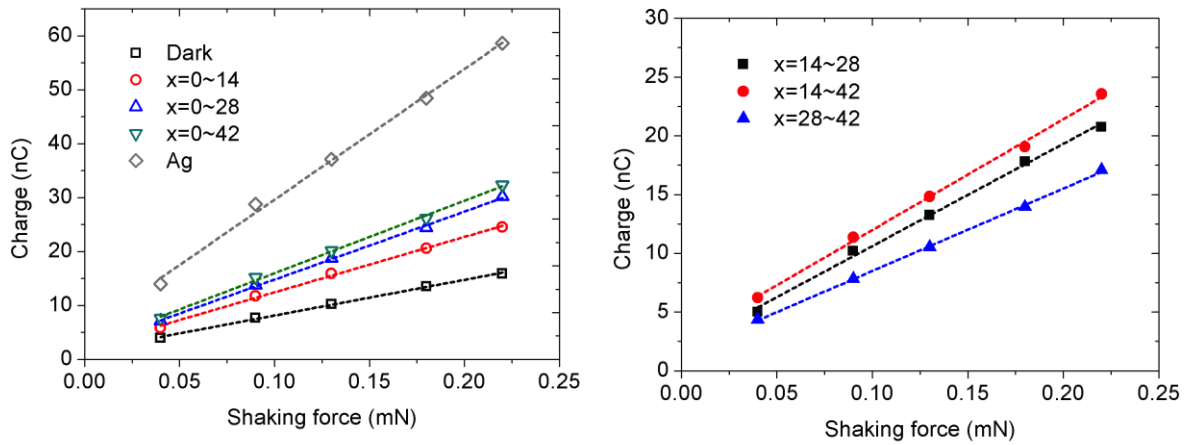 60
50
40
30
20
10
0
Charge (nC)
Dark
x=0~14
x=0~28
x=0~42
Ag
0.00 0.05 0.10 0.15 0.20 0.25
Shaking force (mN)
30
25
20
15
10
5
0
Charge (nC)
x=14~28
x=14~42
x=28~42
0.00 0.05 0.10 0.15 0.20 0.25
Shaking force (mN)